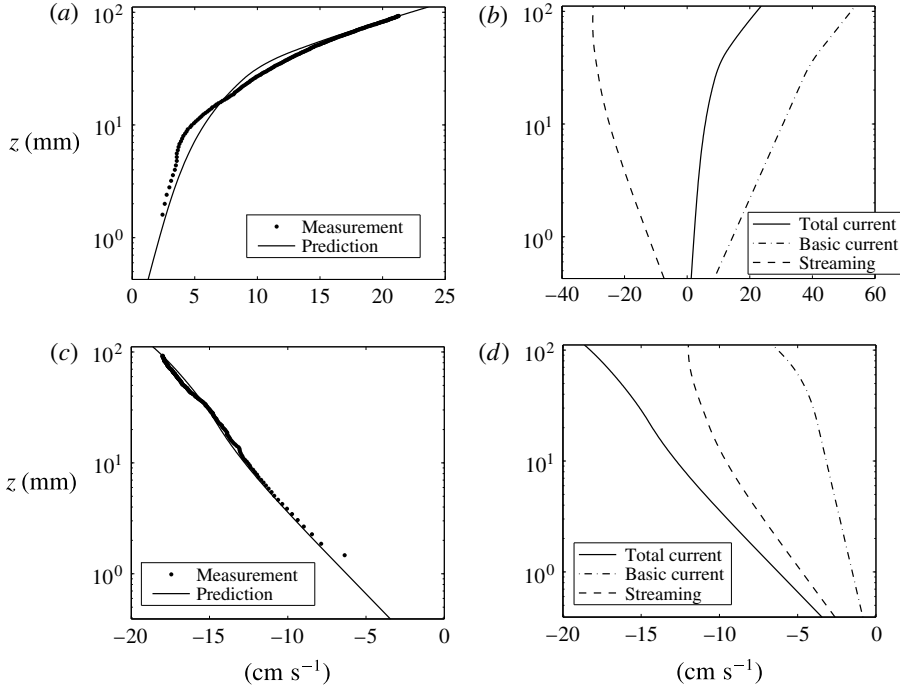 (a)
10²
10¹
10⁰
z (mm)
Measurement
Prediction
0 5 10 15 20 25
(b)
10²
10¹
10⁰
Total current
Basic current
Streaming
−40 −20 0 20 40 60
(c)
10²
10¹
10⁰
z (mm)
Measurement
Prediction
−20 −15 −10 −5 0
(cm s⁻¹)
(d)
10²
10¹
10⁰
Total current
Basic current
Streaming
−20 −15 −10 −5 0
(cm s⁻¹)